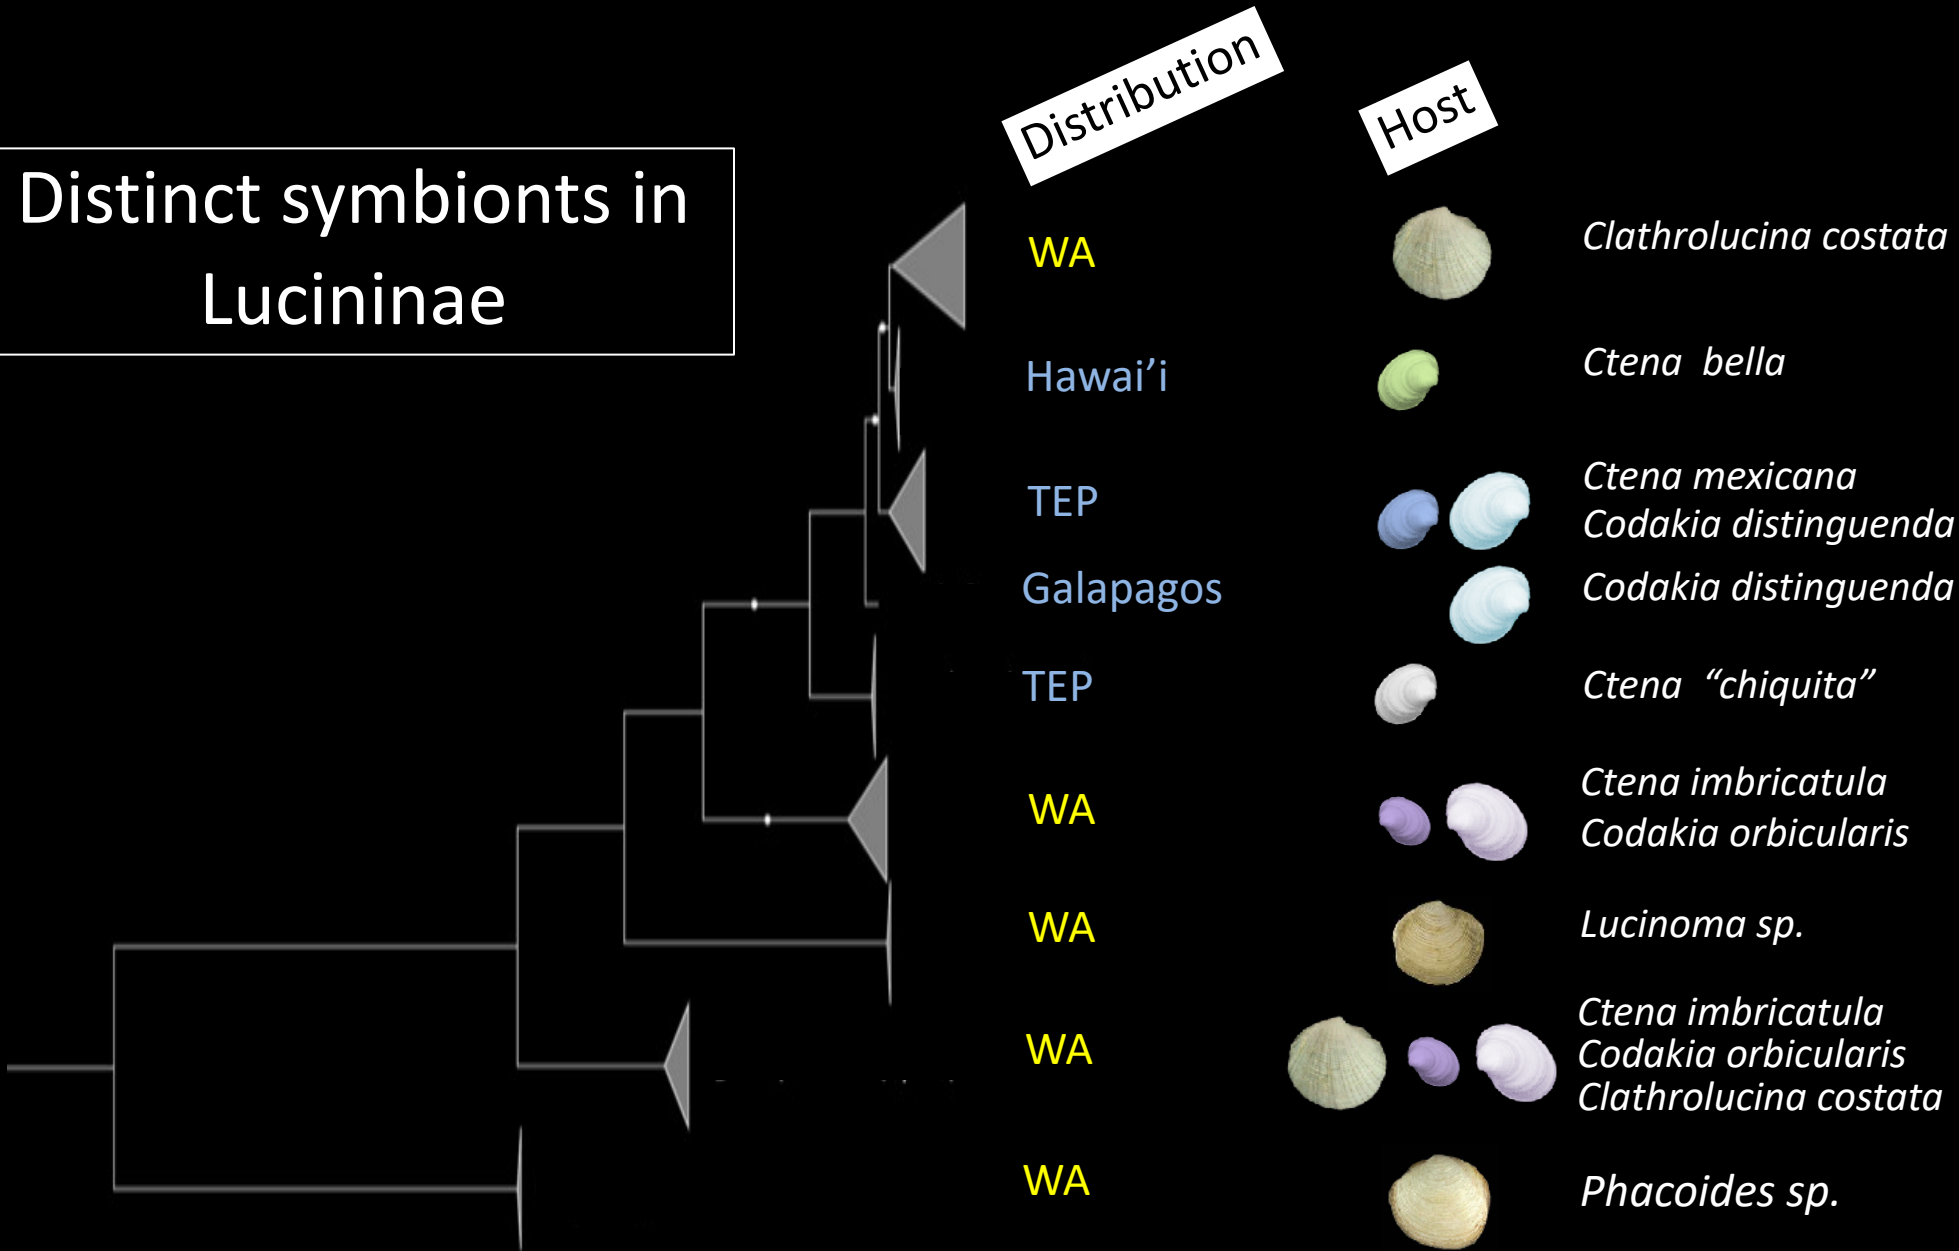 Distribution
Host
Distinct symbionts in
Lucininae
WA
Clathrolucina costata
Hawai’i
Ctena  bella
TEP
Ctena mexicana
Codakia distinguenda
Galapagos
Codakia distinguenda
TEP
Ctena  “chiquita”
WA
Ctena imbricatula
Codakia orbicularis
WA
Lucinoma sp.
WA
Ctena imbricatula
Codakia orbicularis
Clathrolucina costata
WA
Phacoides sp.